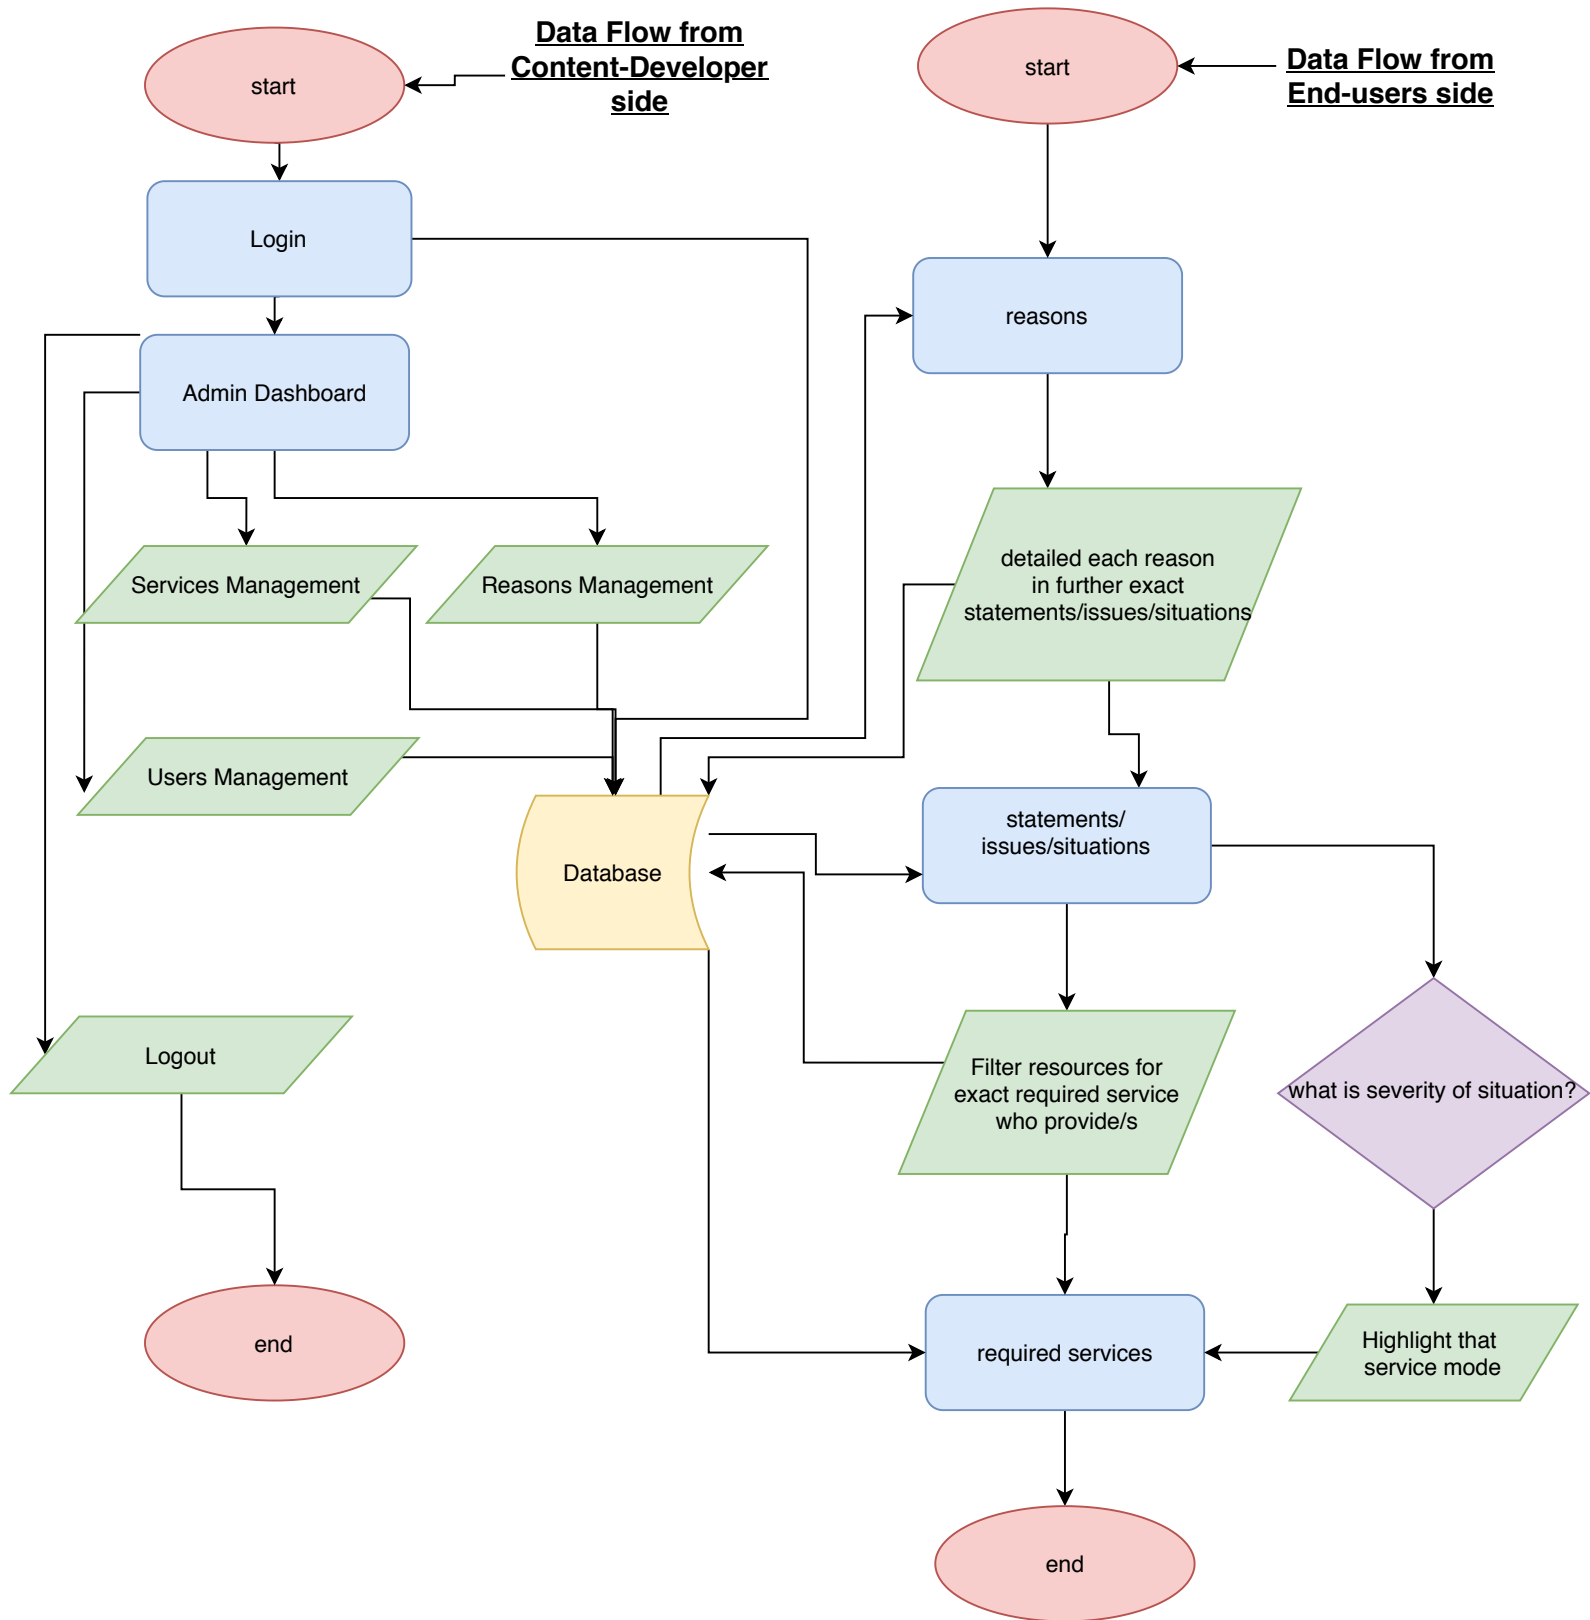 start
Data Flow from
Content-Developer
side
start
Data Flow from
End-users side
Login
reasons
Admin Dashboard
Services Management
Reasons Management
detailed each reason
in further exact
statements/issues/situations
Users Management
Database
statements/
issues/situations
Logout
Filter resources for
exact required service
who provide/s
what is severity of situation?
end
required services
Highlight that
service mode
end